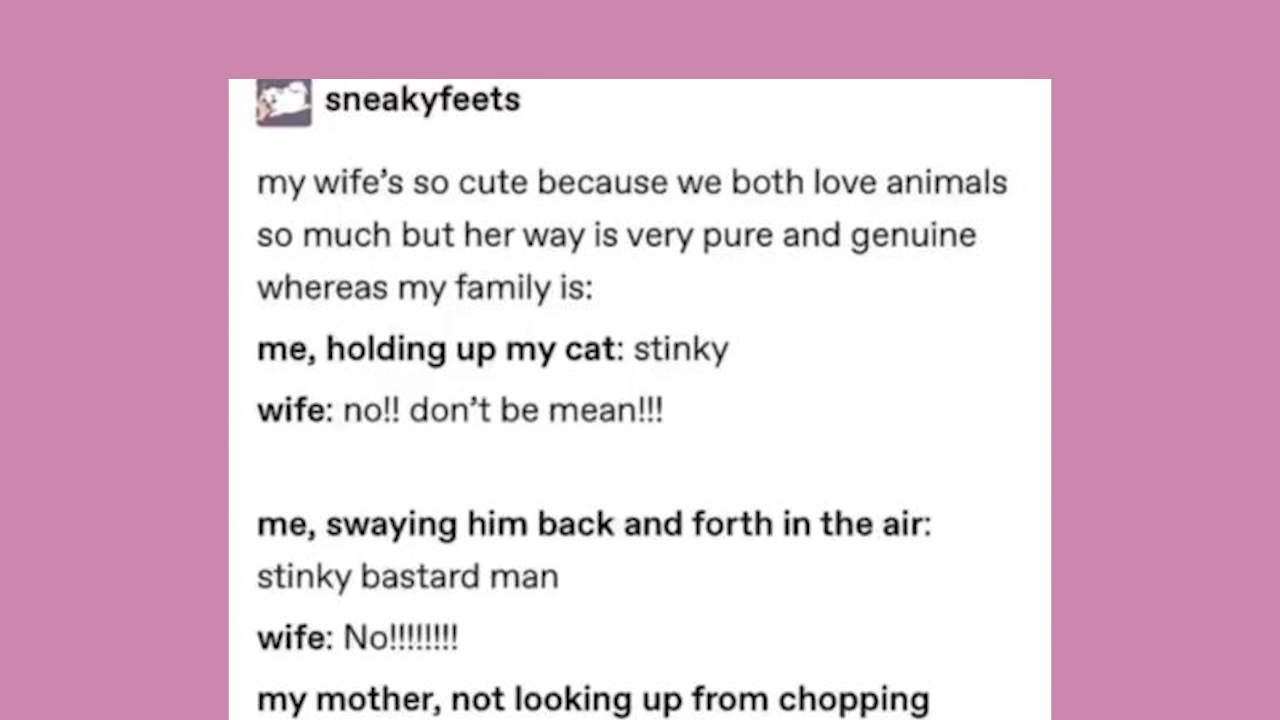 sneakyfeets
my wife’s so cute because we both love animals
so much but her way is very pure and genuine
whereas my family is:
me, holding up my cat: stinky
wife: no!! don’t be mean!!!
me, swaying him back and forth in the air:
stinky bastard man
wife: No!!!!!!!!
my mother, not looking up from chopping